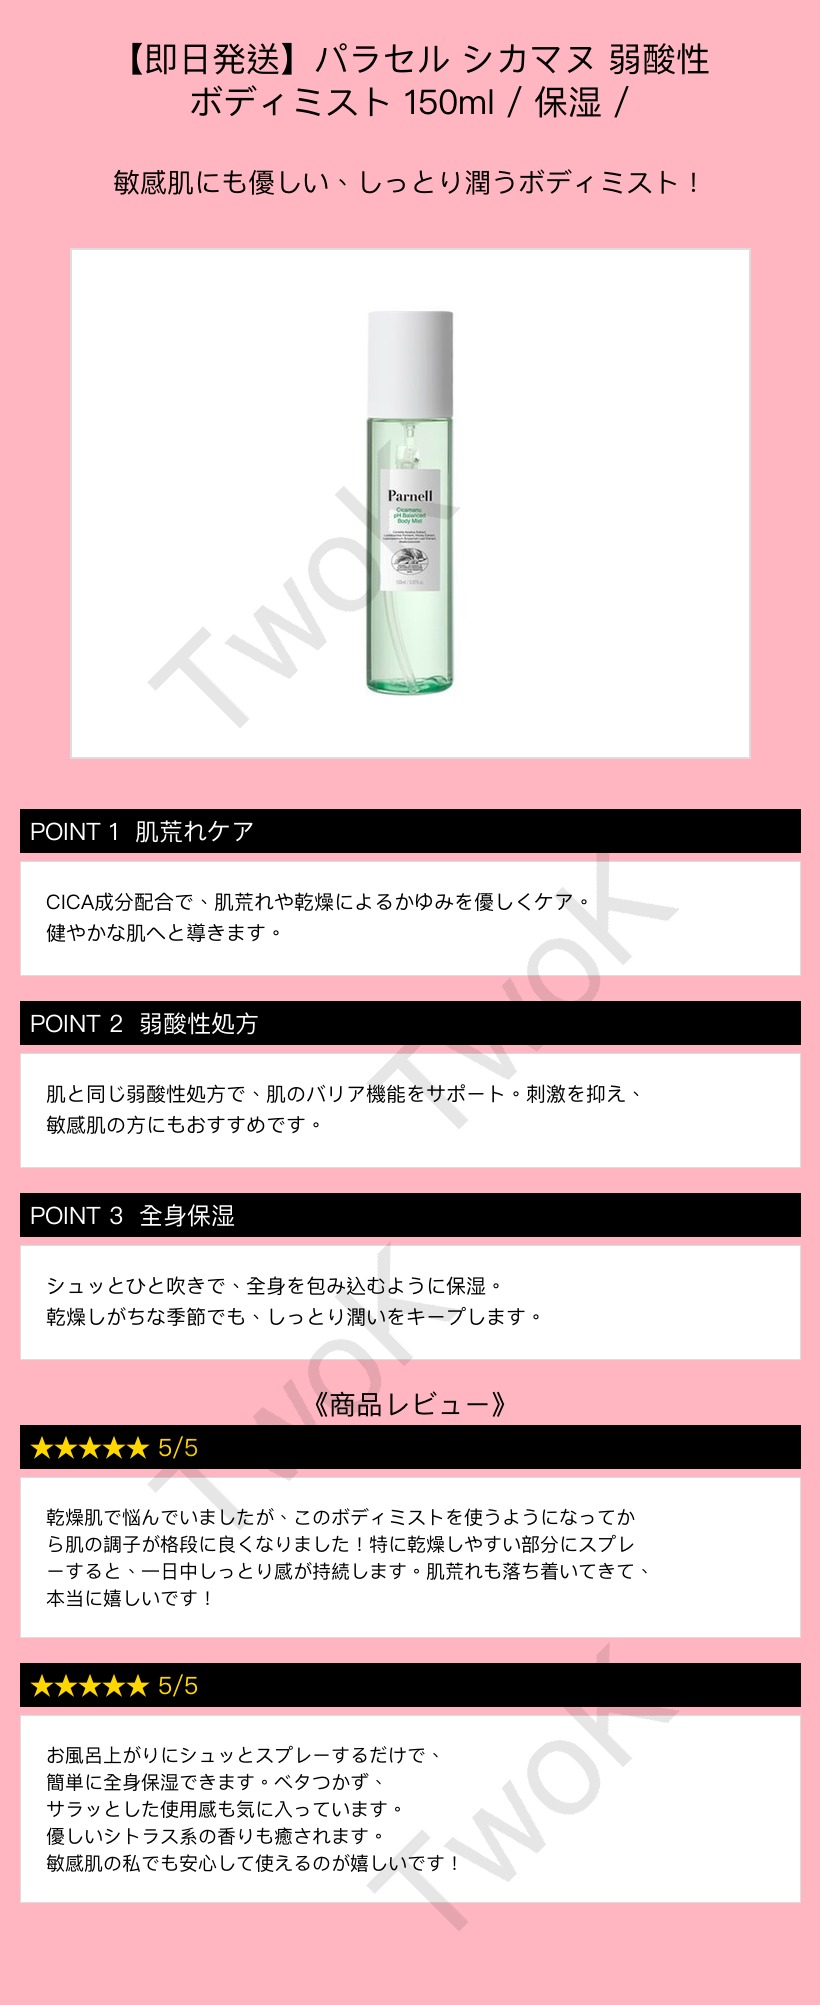 【即日発送】パラセル シカマヌ 弱酸性
ボディミスト 150ml / 保湿 /
敏感肌にも優しい、しっとり潤うボディミスト！
Parnell
Cicamanu
pH Balanced
Body Mist
TwoK
POINT 1 肌荒れケア
CICA成分配合で、肌荒れや乾燥によるかゆみを優しくケア。
健やかな肌へと導きます。
TwoK
POINT 2 弱酸性処方
肌と同じ弱酸性処方で、肌のバリア機能をサポート。刺激を抑え、
敏感肌の方にもおすすめです。
POINT 3 全身保湿
シュッとひと吹きで、全身を包み込むように保湿。
乾燥しがちな季節でも、しっとり潤いをキープします。
TwoK
《商品レビュー》
★★★★★ 5/5
乾燥肌で悩んでいましたが、このボディミストを使うようになってか
ら肌の調子が格段に良くなりました！特に乾燥しやすい部分にスプレ
ーすると、一日中しっとり感が持続します。肌荒れも落ち着いてきて、
本当に嬉しいです！
★★★★★ 5/5
お風呂上がりにシュッとスプレーするだけで、
簡単に全身保湿できます。ベタつかず、
サラッとした使用感も気に入っています。
優しいシトラス系の香りも癒されます。
敏感肌の私でも安心して使えるのが嬉しいです！
TwoK